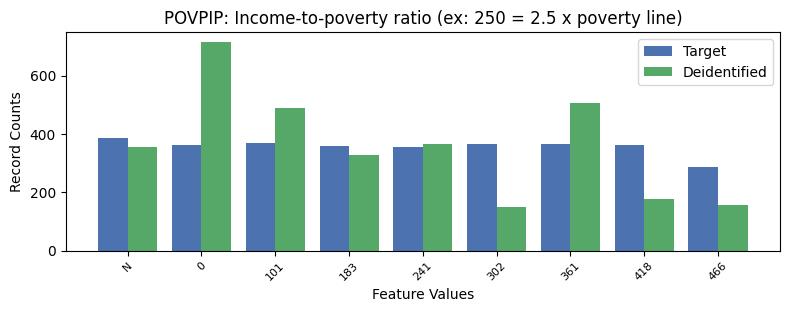 POVPIP: Income-to-poverty ratio (ex: 250 = 2.5 x poverty line)
Target
Deidentified
Record Counts
600
400
200
0
N 0 101 183 241 302 361 418 466
Feature Values